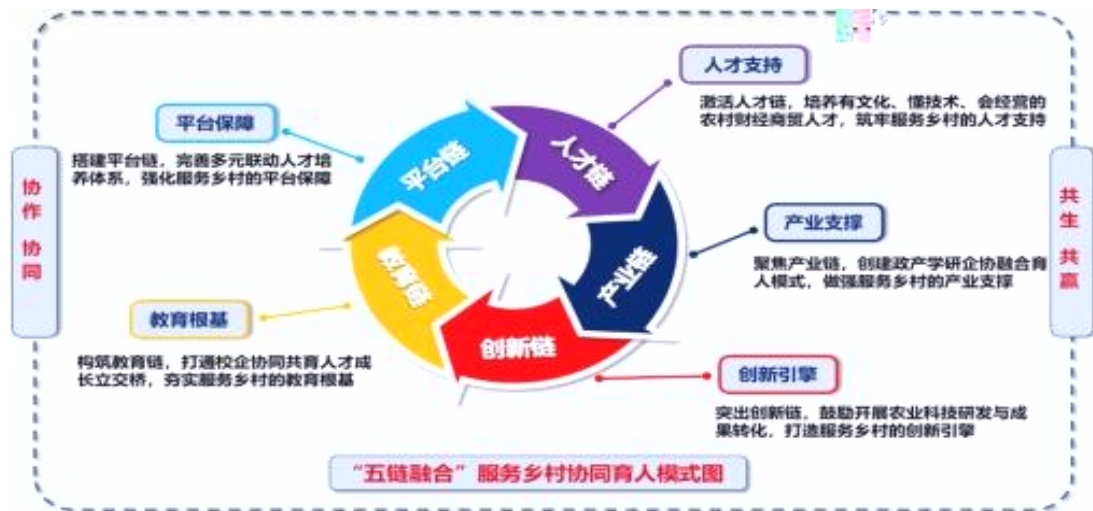 人才支持
激活人才链，培养有文化、懂技术、会经营的
农村财经商贸人才，筑牢服务乡村的人才支持
平台保障
搭建平台链，完善多元联动人才培
养体系，强化服务乡村的平台保障
协作 协同
共生 共赢
平台链
人才链
产业链
创新链
教育链
产业支撑
聚焦产业链，创建政产学研企协融合育
人模式，做强服务乡村的产业支撑
教育根基
构筑教育链，打通校企协同共育人才成
长立交桥，夯实服务乡村的教育根基
创新引擎
突出创新链，鼓励开展农业科技研发与成
果转化，打造服务乡村的创新引擎
“五链融合”服务乡村协同育人模式图